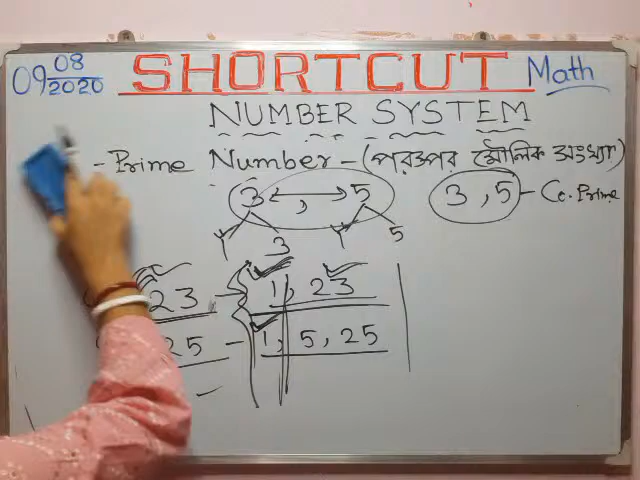 09 08/2020 SHORTCUT Math
NUMBER SYSTEM
- Prime Number - (পরস্পর মৌলিক সংখ্যা)
3 ⟷ , 5
3, 5 - Co. Prime
1 3 1 5
23 - 1, 23
25 - 1, 5, 25